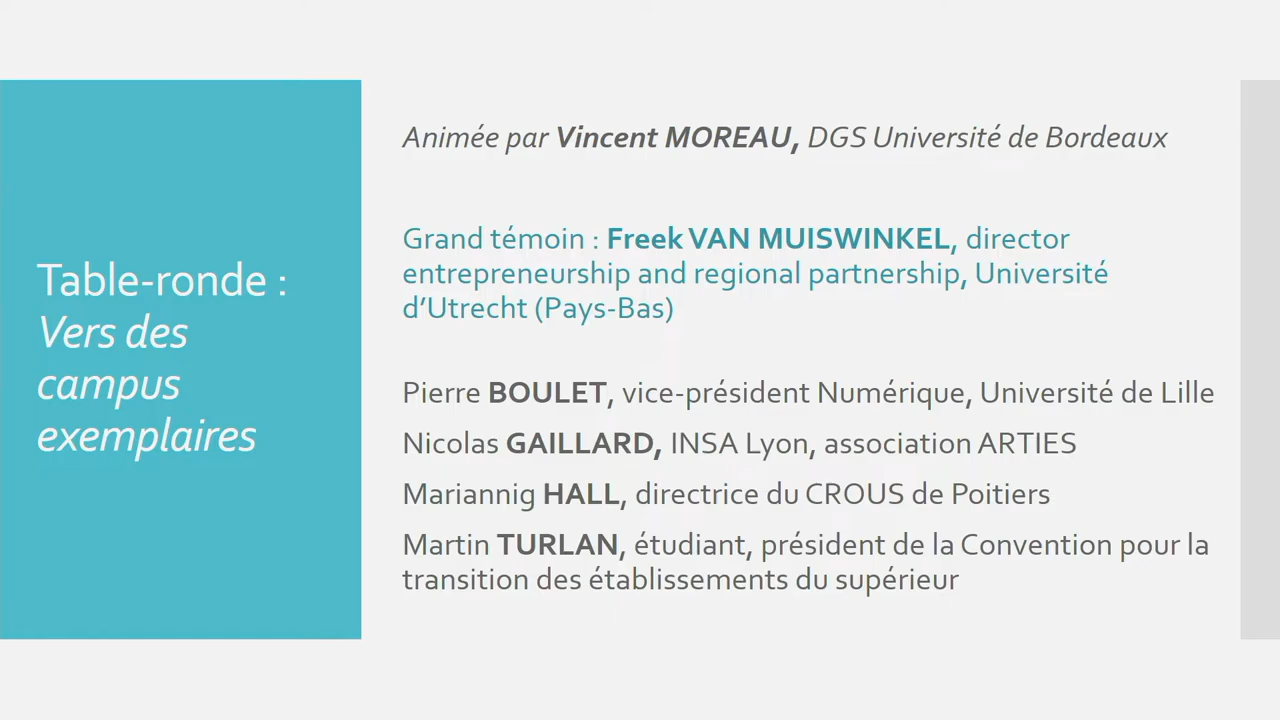 Table-ronde :
Vers des
campus
exemplaires
Animée par Vincent MOREAU, DGS Université de Bordeaux
Grand témoin : Freek VAN MUISWINKEL, director
entrepreneurship and regional partnership, Université
d’Utrecht (Pays-Bas)
Pierre BOULET, vice-président Numérique, Université de Lille
Nicolas GAILLARD, INSA Lyon, association ARTIES
Mariannig HALL, directrice du CROUS de Poitiers
Martin TURLAN, étudiant, président de la Convention pour la
transition des établissements du supérieur